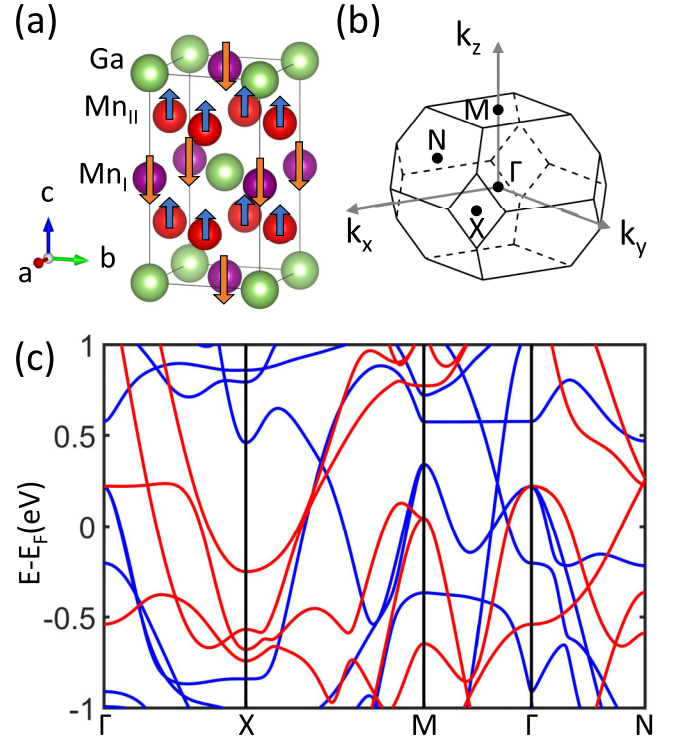 (a)
Ga
Mn_II
Mn_I
c
a
b
(b)
k_z
M
N
Γ
X
k_x
k_y
(c)
E-E_F(eV)
1
0.5
0
-0.5
-1
Γ X M Γ N